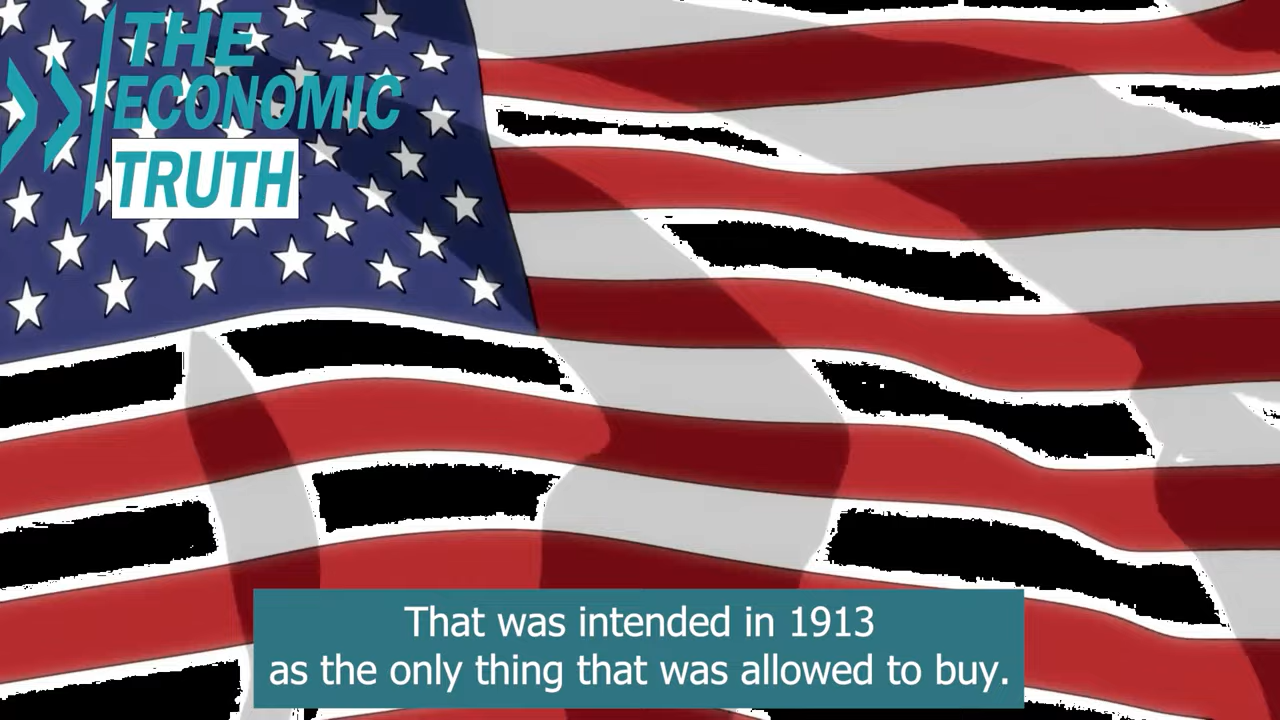 THE
ECONOMIC
TRUTH
That was intended in 1913
as the only thing that was allowed to buy.